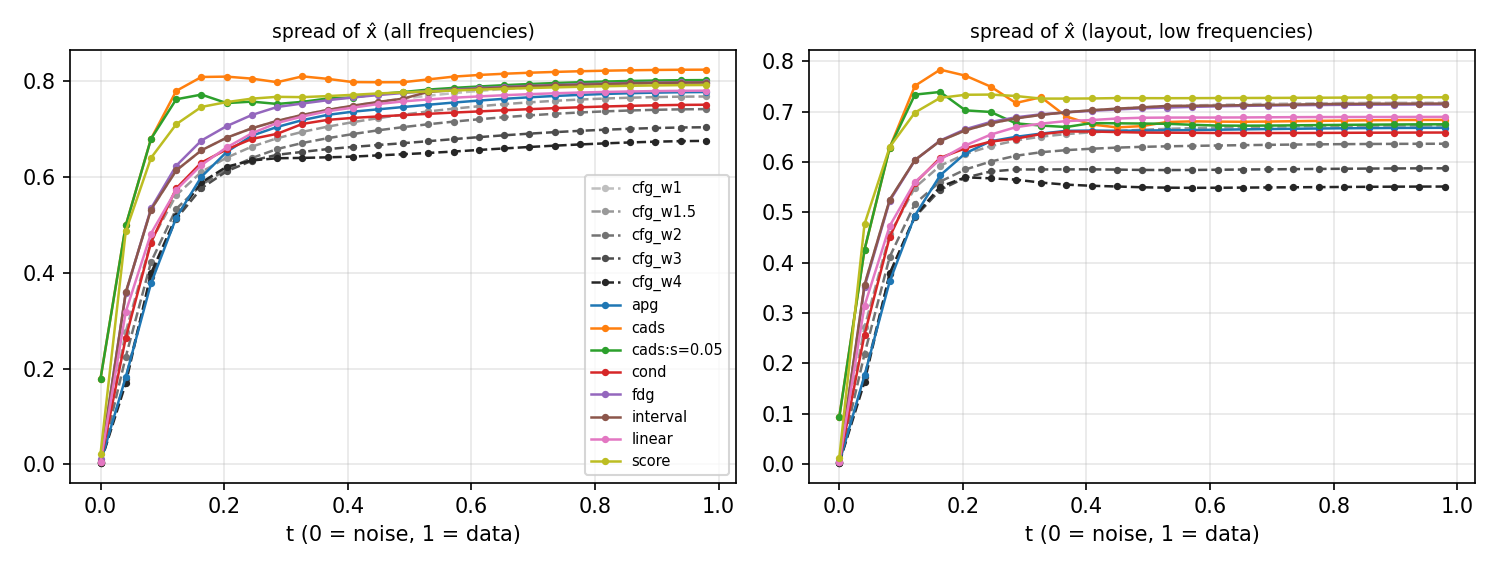 spread of x̂ (all frequencies)
0.8
0.6
0.4
0.2
0.0
0.0 0.2 0.4 0.6 0.8 1.0
t (0 = noise, 1 = data)
cfg_w1
cfg_w1.5
cfg_w2
cfg_w3
cfg_w4
apg
cads
cads:s=0.05
cond
fdg
interval
linear
score
spread of x̂ (layout, low frequencies)
0.8
0.7
0.6
0.5
0.4
0.3
0.2
0.1
0.0
0.0 0.2 0.4 0.6 0.8 1.0
t (0 = noise, 1 = data)